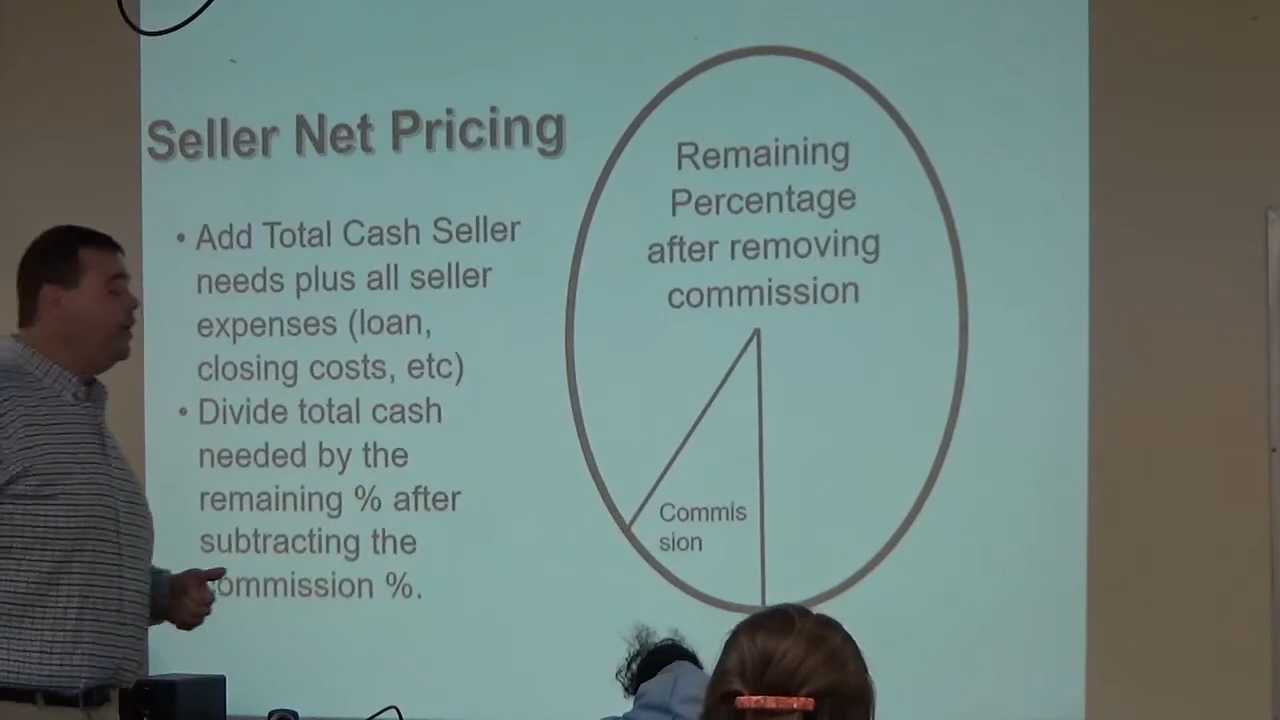 Seller Net Pricing
• Add Total Cash Seller
needs plus all seller
expenses (loan,
closing costs, etc)
• Divide total cash
needed by the
remaining % after
subtracting the
commission %.
Remaining
Percentage
after removing
commission
Commis
sion